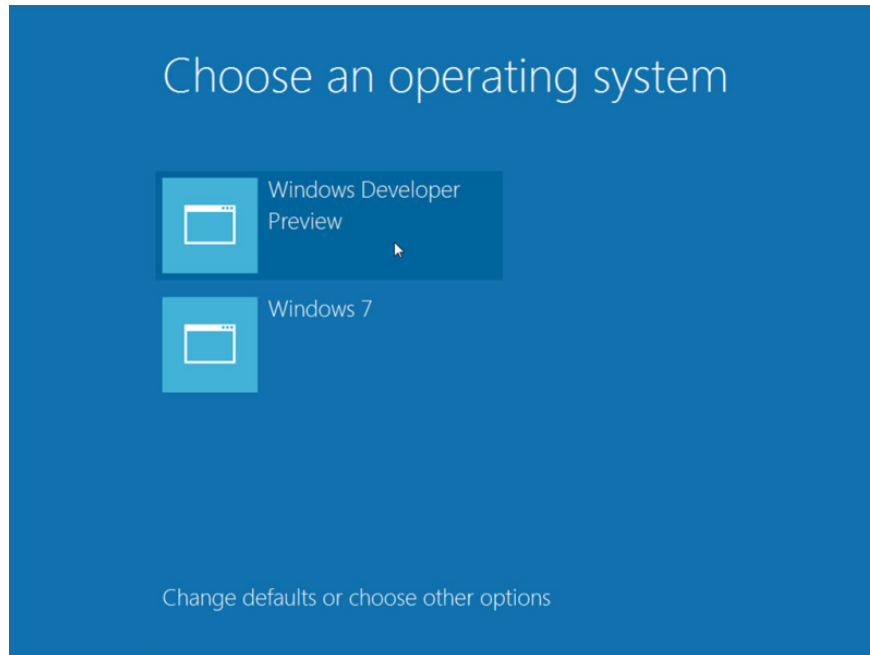 Choose an operating system
Windows Developer
Preview
Windows 7
Change defaults or choose other options